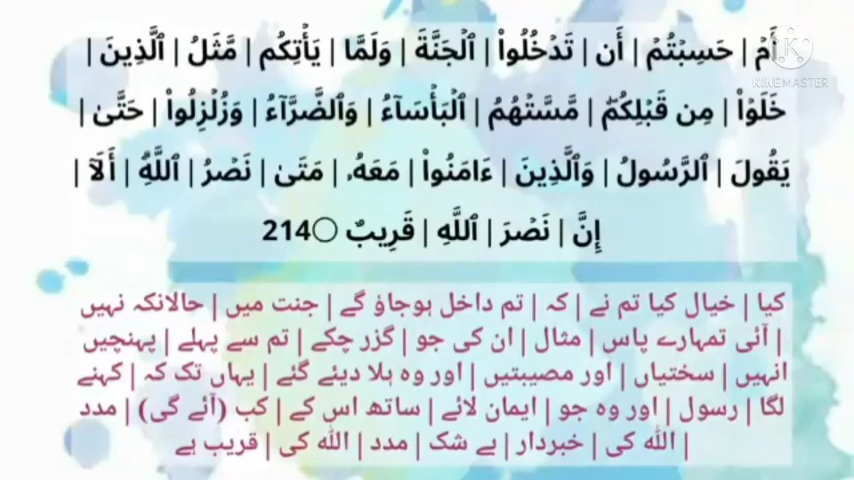 أَمۡ | حَسِبۡتُمۡ | أَن | تَدۡخُلُواْ | ٱلۡجَنَّةَ | وَلَمَّا | يَأۡتِكُم | مَّثَلُ | ٱلَّذِينَ |
خَلَوۡاْ | مِن قَبۡلِكُمۖ | مَّسَّتۡهُمُ | ٱلۡبَأۡسَآءُ | وَٱلضَّرَّآءُ | وَزُلۡزِلُواْ | حَتَّىٰ |
يَقُولَ | ٱلرَّسُولُ | وَٱلَّذِينَ | ءَامَنُواْ | مَعَهُۥ | مَتَىٰ | نَصۡرُ | ٱللَّهِۗ | أَلَآ |
إِنَّ | نَصۡرَ | ٱللَّهِ | قَرِيبٌ ○214
کیا | خیال کیا تم نے | کہ | تم داخل ہوجاؤ گے | جنت میں | حالانکہ نہیں
| آئی تمہارے پاس | مثال | ان کی جو | گزر چکے | تم سے پہلے | پہنچیں
انہیں | سختیاں | اور مصیبتیں | اور وہ ہلا دیئے گئے | یہاں تک کہ | کہنے
لگا | رسول | اور وہ جو | ایمان لائے | ساتھ اس کے | کب (آئے گی) | مدد
| الله کی | خبردار | بے شک | مدد | الله کی | قریب ہے
KINEMASTER